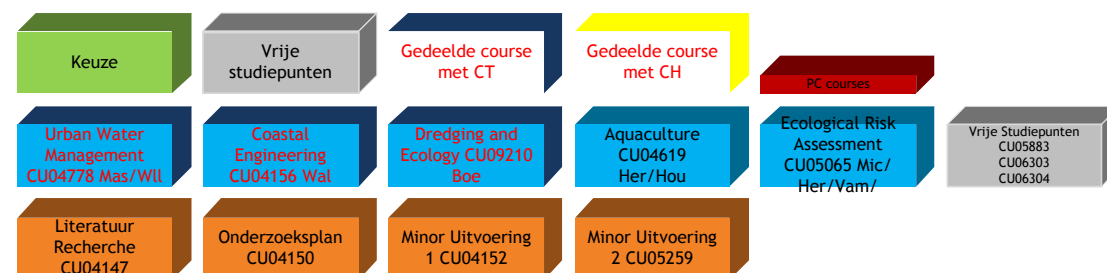 Keuze
Vrije
studiepunten
Gedeelde course
met CT
Gedeelde course
met CH
PC courses
Urban Water
Management
CU04778 Mas/Wll
Coastal
Engineering
CU04156 Wal
Dredging and
Ecology CU09210
Boe
Aquaculture
CU04619
Her/Hou
Ecological Risk
Assessment
CU05065 Mic/
Her/Vam/
Vrije Studiepunten
CU05883
CU06303
CU06304
Literatuur
Recherche
CU04147
Onderzoeksplan
CU04150
Minor Uitvoering
1 CU04152
Minor Uitvoering
2 CU05259